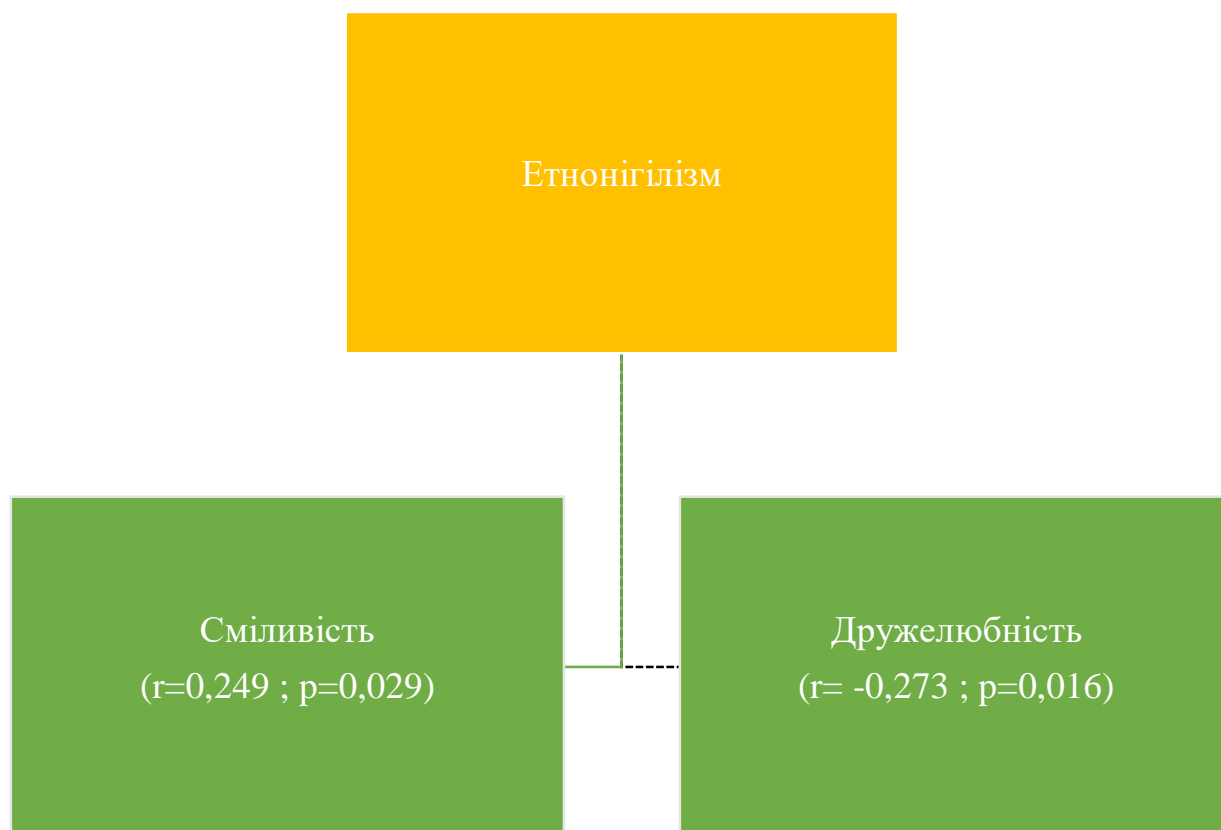 Етнонігілізм
Сміливість
(r=0,249 ; p=0,029)
Дружелюбність
(r= -0,273 ; p=0,016)